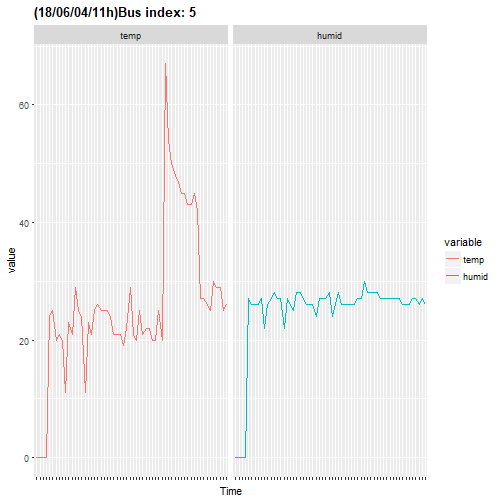 (18/06/04/11h)Bus index: 5
temp
humid
60
40
20
0
value
Time
variable
temp
humid